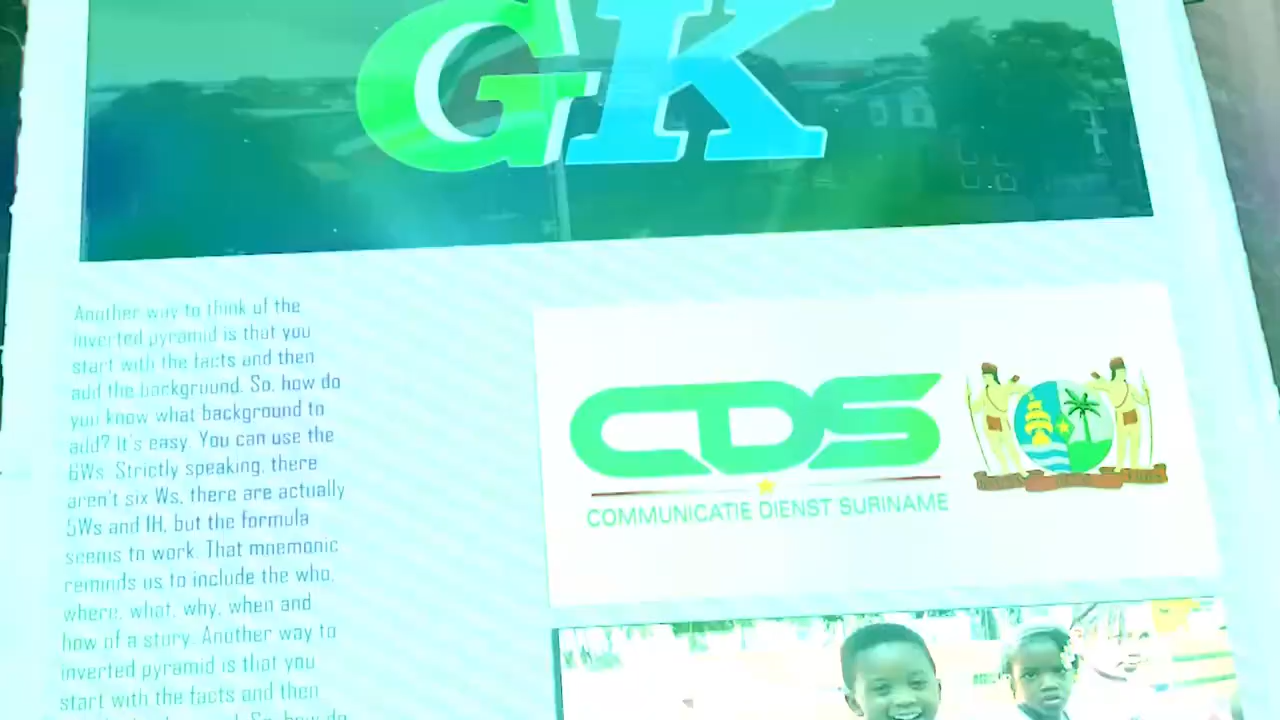 GK
Another way to think of the
inverted pyramid is that you
start with the facts and then
add the background. So, how do
you know what background to
add? It's easy. You can use the
6Ws. Strictly speaking, there
aren't six Ws, there are actually
5Ws and 1H, but the formula
seems to work. That mnemonic
reminds us to include the who,
where, what, why, when and
how of a story. Another way to
inverted pyramid is that you
start with the facts and then
So, how do
CDS
COMMUNICATIE DIENST SURINAME